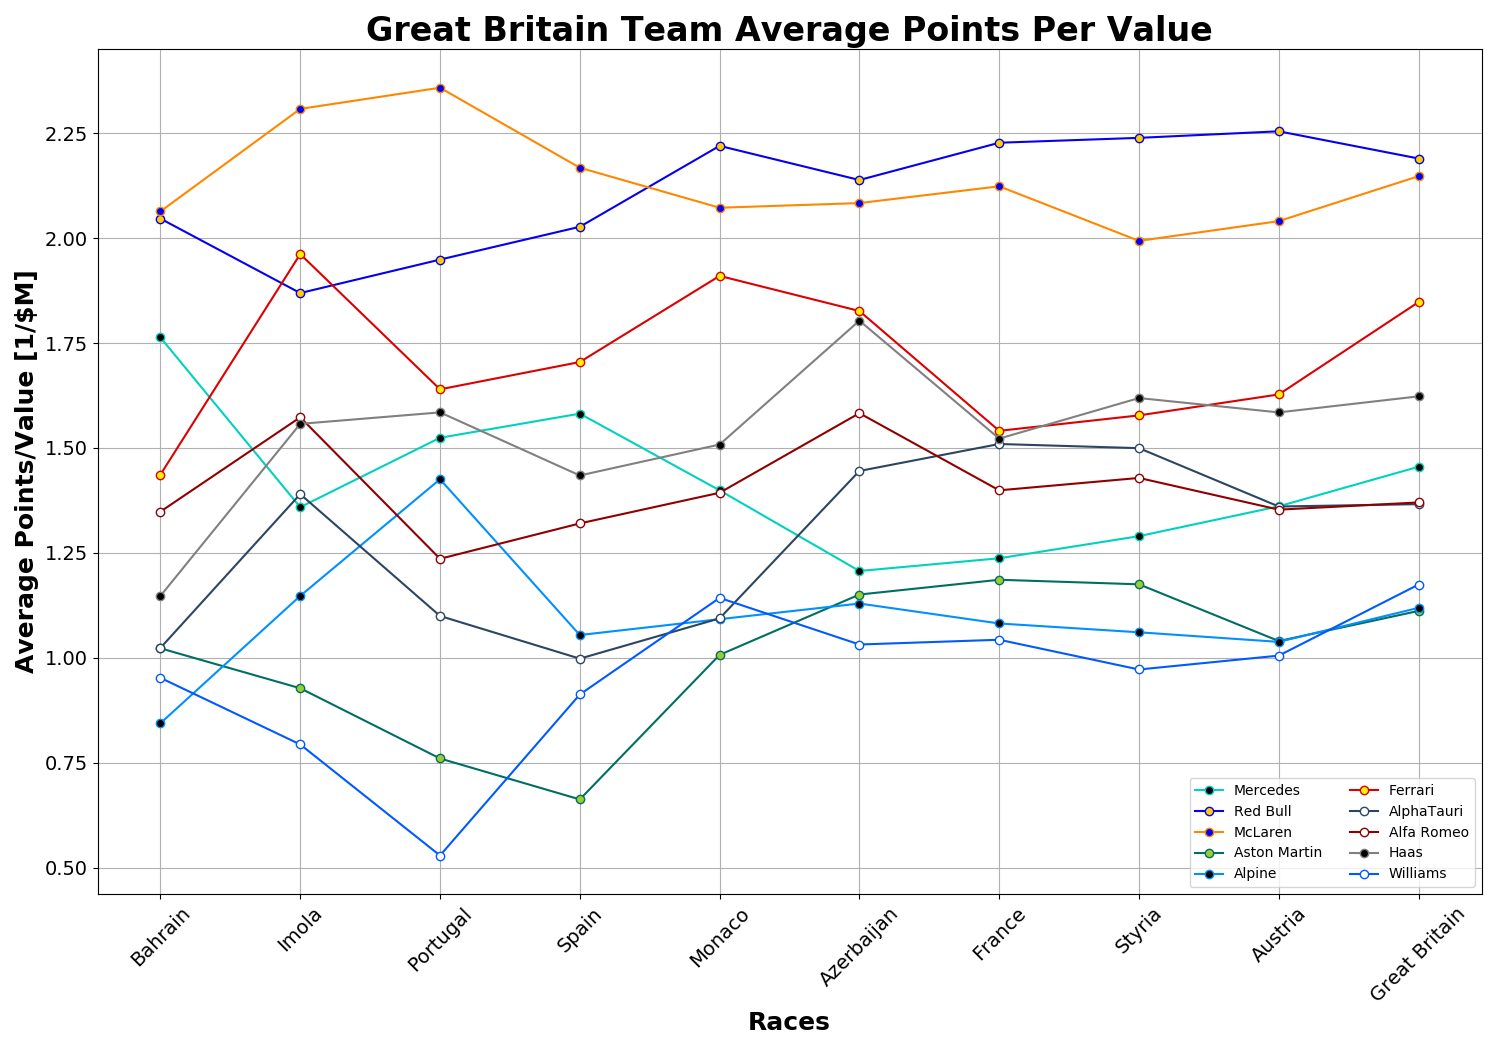 Great Britain Team Average Points Per Value
Average Points/Value [1/$M]
2.25
2.00
1.75
1.50
1.25
1.00
0.75
0.50
Mercedes
Red Bull
McLaren
Aston Martin
Alpine
Ferrari
AlphaTauri
Alfa Romeo
Haas
Williams
Bahrain
Imola
Portugal
Spain
Monaco
Azerbaijan
France
Styria
Austria
Great Britain
Races